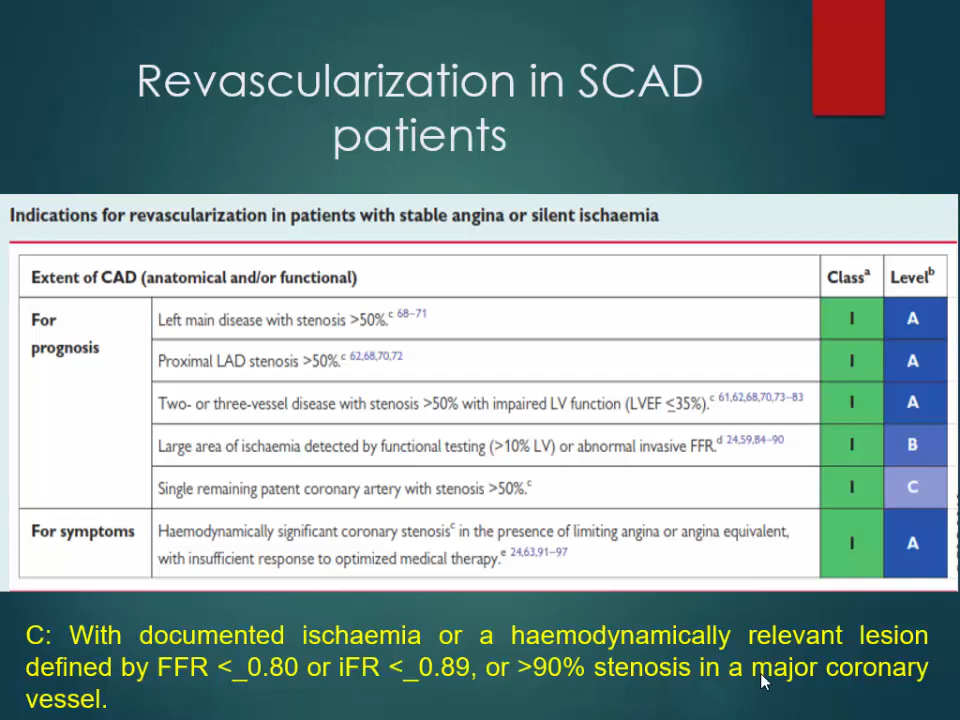 Revascularization in SCAD
patients
Indications for revascularization in patients with stable angina or silent ischaemia
Extent of CAD (anatomical and/or functional) Classᵃ Levelᵇ
For prognosis
Left main disease with stenosis >50%.ᶜ 68–71 I A
Proximal LAD stenosis >50%.ᶜ 62,68,70,72 I A
Two- or three-vessel disease with stenosis >50% with impaired LV function (LVEF ≤35%).ᶜ 61,62,68,70,73–83 I A
Large area of ischaemia detected by functional testing (>10% LV) or abnormal invasive FFR.ᵈ 24,59,84–90 I B
Single remaining patent coronary artery with stenosis >50%.ᶜ I C
For symptoms
Haemodynamically significant coronary stenosisᶜ in the presence of limiting angina or angina equivalent,
with insufficient response to optimized medical therapy.ᵉ 24,63,91–97 I A
C: With documented ischaemia or a haemodynamically relevant lesion
defined by FFR <_0.80 or iFR <_0.89, or >90% stenosis in a major coronary
vessel.